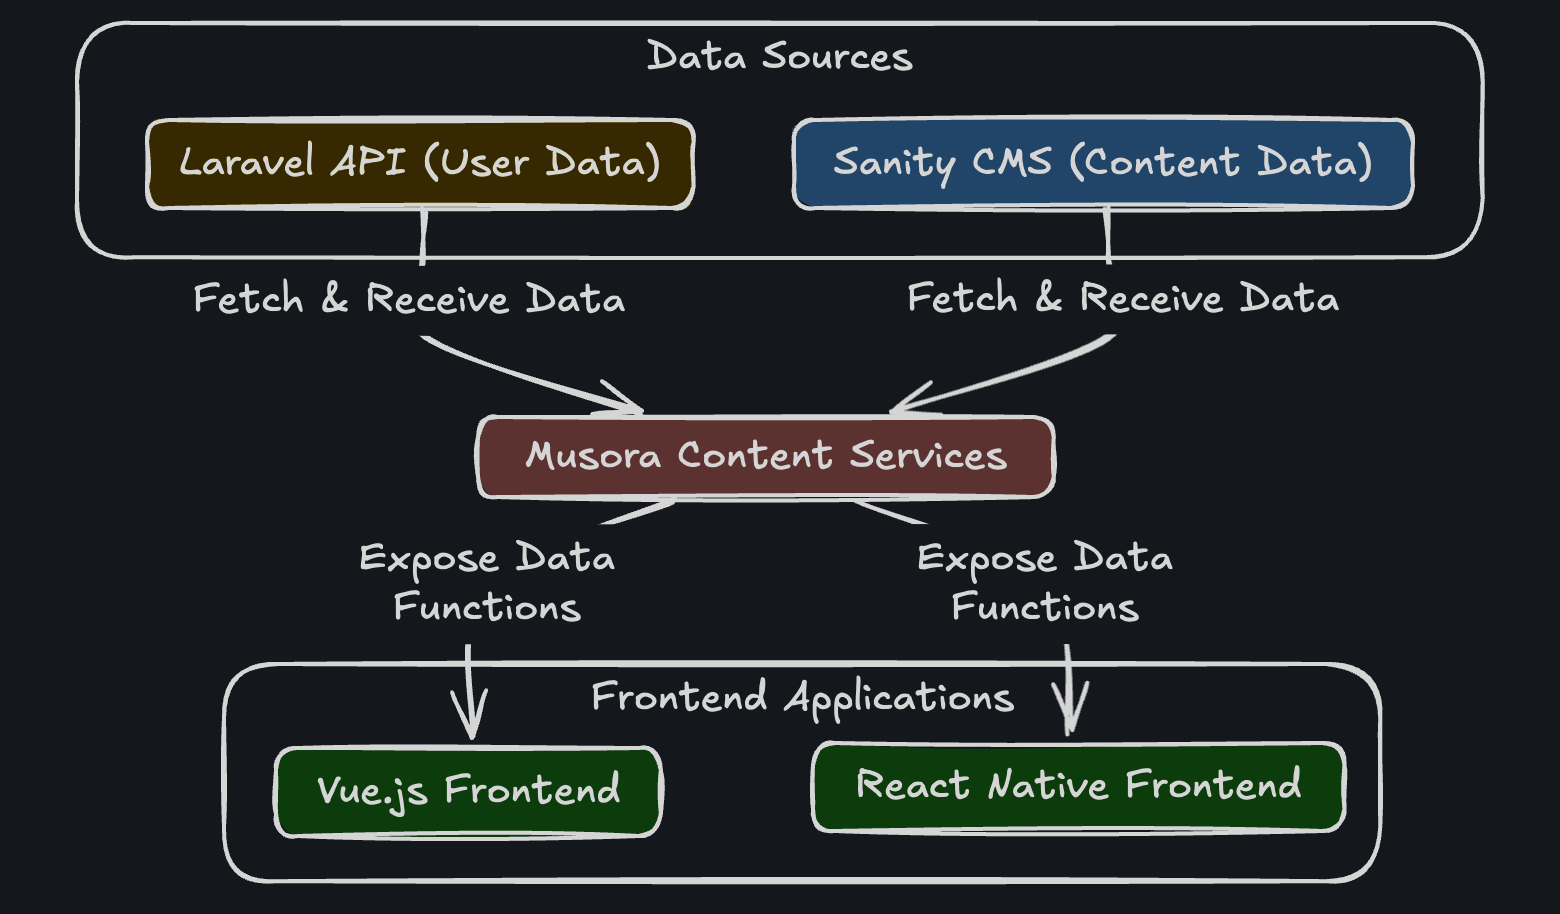 Data Sources
Laravel API (User Data)
Sanity CMS (Content Data)
Fetch & Receive Data
Fetch & Receive Data
Musora Content Services
Expose Data
Functions
Expose Data
Functions
Frontend Applications
Vue.js Frontend
React Native Frontend